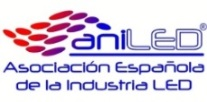 aniLED®
Asociación Española
de la Industria LED